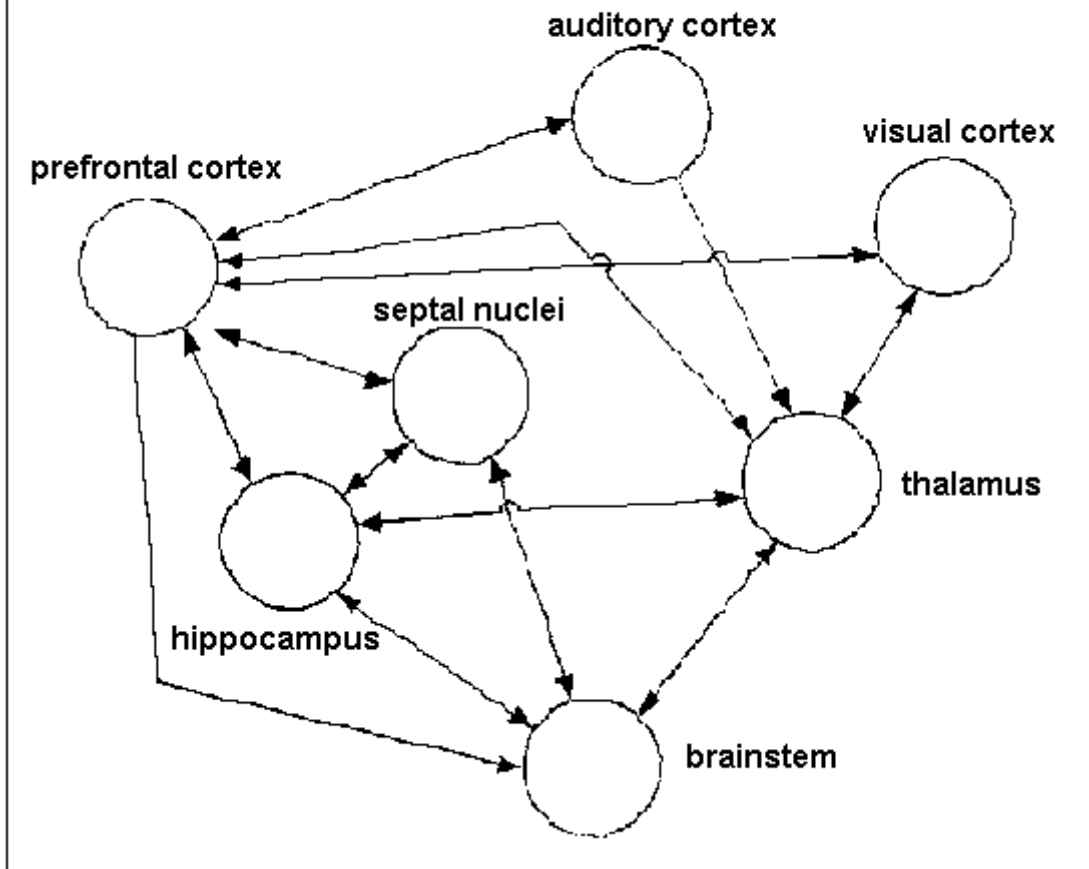 auditory cortex
visual cortex
prefrontal cortex
septal nuclei
thalamus
hippocampus
brainstem